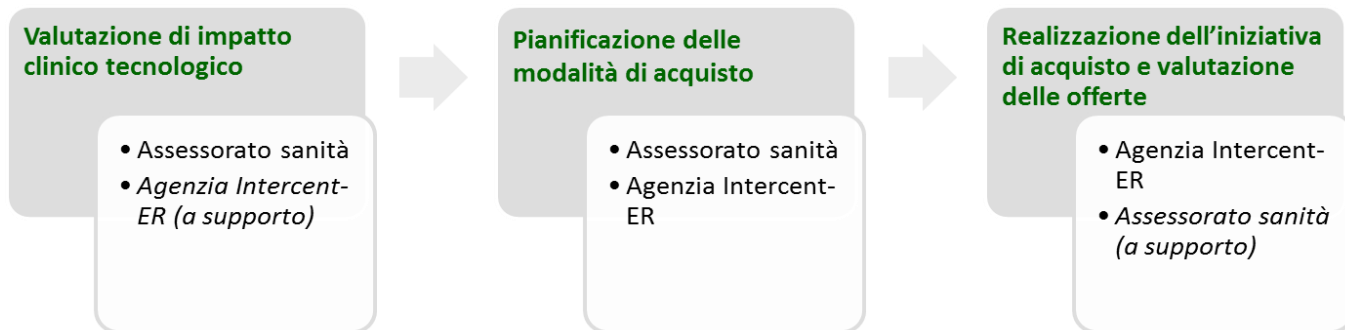 Valutazione di impatto
clinico tecnologico
• Assessorato sanità
• Agenzia Intercent-
ER (a supporto)
Pianificazione delle
modalità di acquisto
• Assessorato sanità
• Agenzia Intercent-
ER
Realizzazione dell’iniziativa
di acquisto e valutazione
delle offerte
• Agenzia Intercent-
ER
• Assessorato sanità
(a supporto)